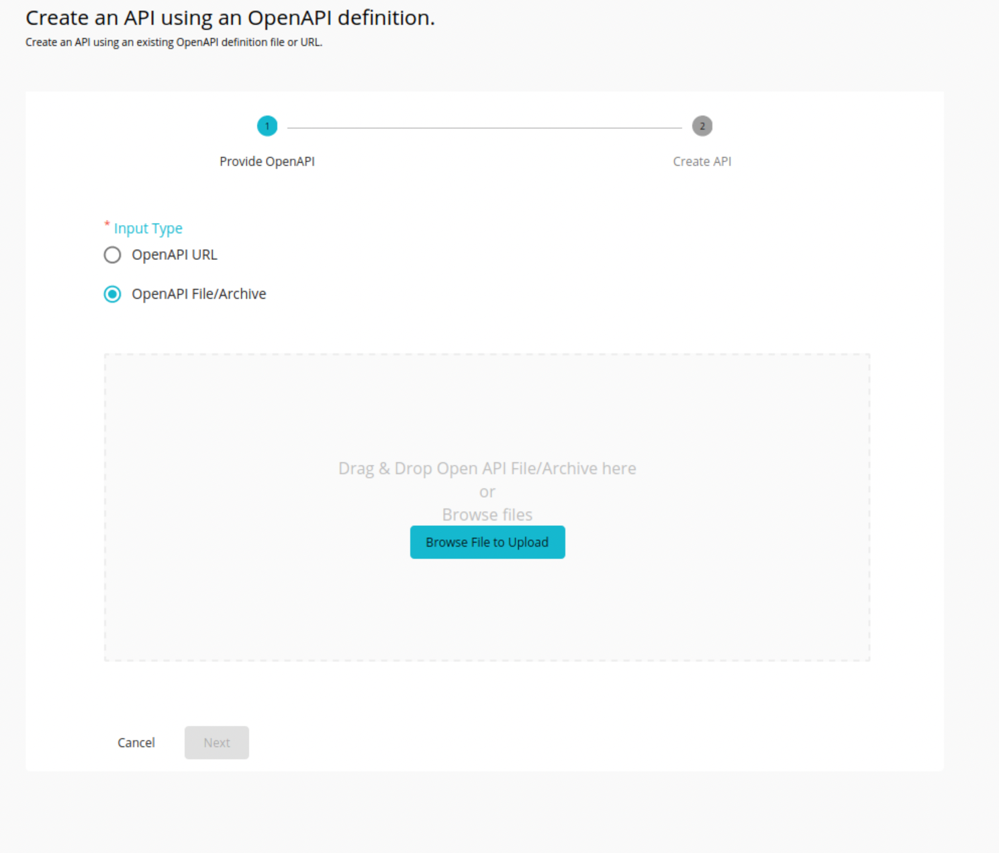 Create an API using an OpenAPI definition.
Create an API using an existing OpenAPI definition file or URL.
1
2
Provide OpenAPI
Create API
* Input Type
OpenAPI URL
OpenAPI File/Archive
Drag & Drop Open API File/Archive here
or
Browse files
Browse File to Upload
Cancel
Next